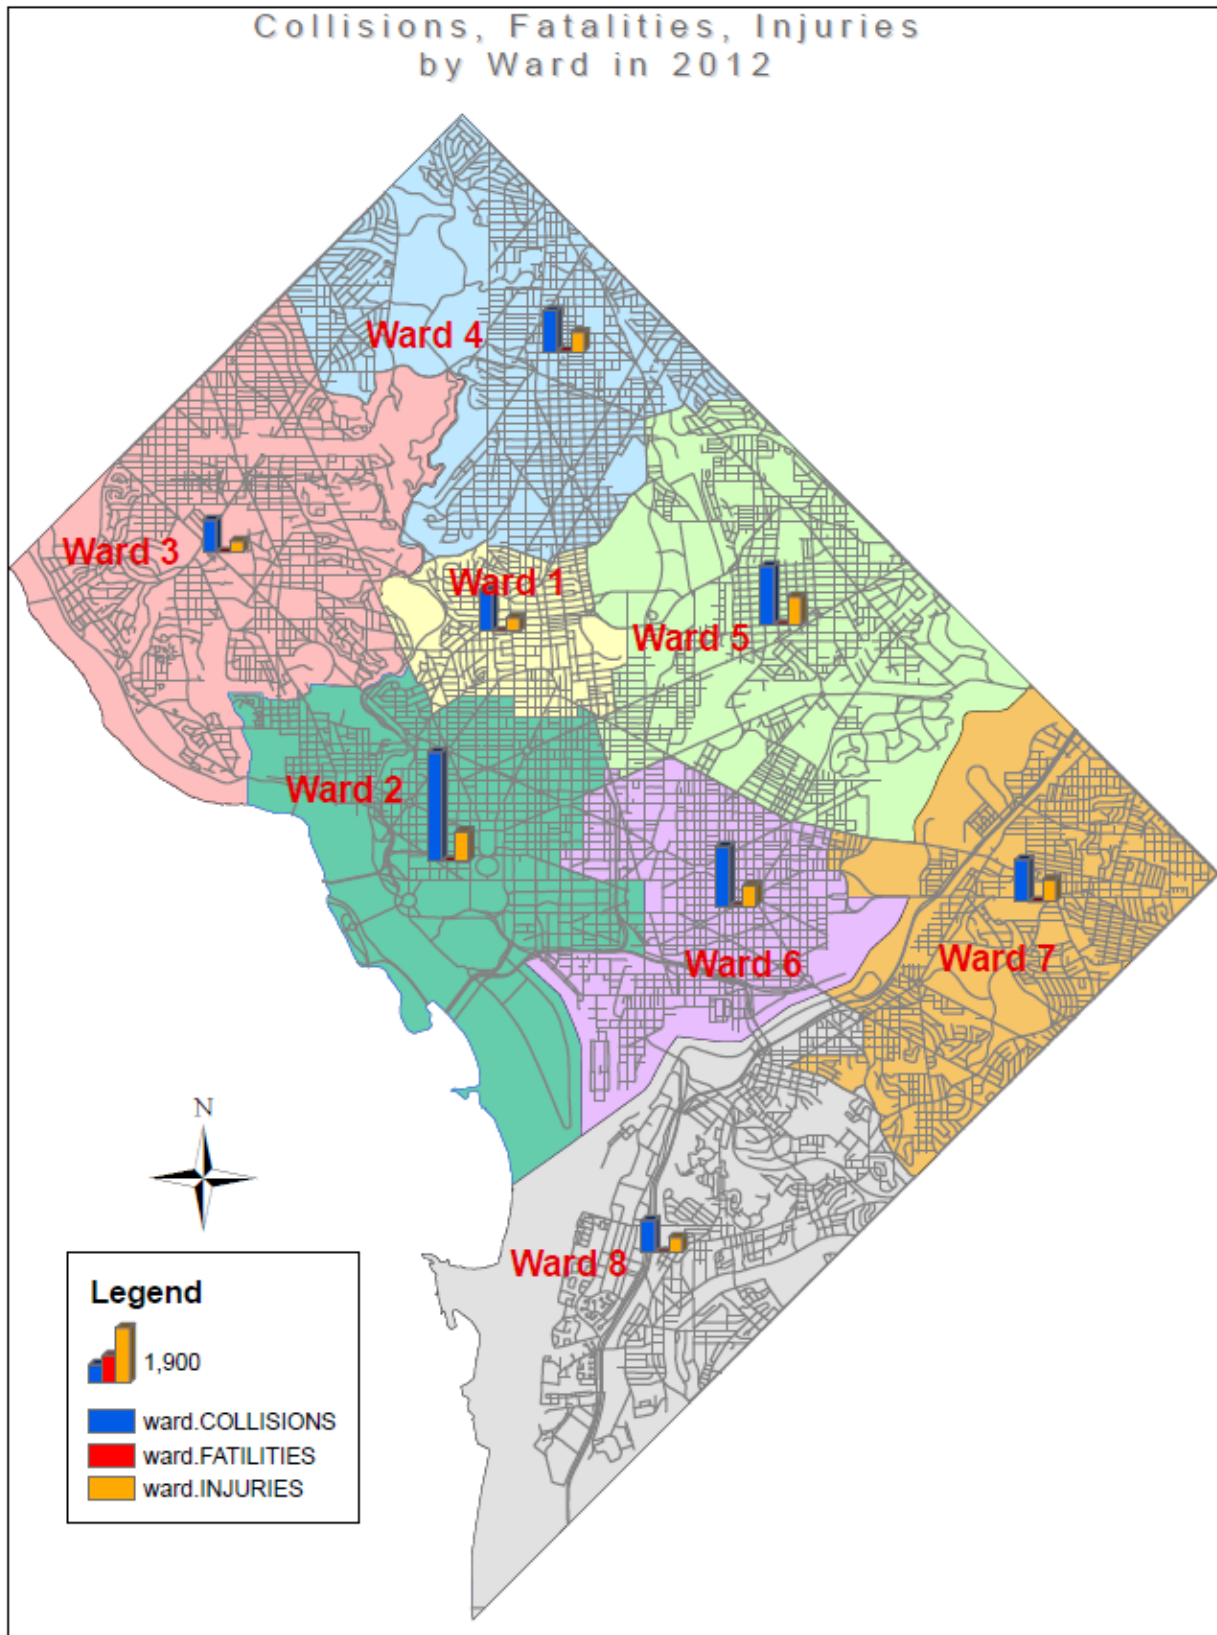 Collisions, Fatalities, Injuries
by Ward in 2012
Ward 4
Ward 3
Ward 1
Ward 5
Ward 2
Ward 6
Ward 7
N
Ward 8
Legend
1,900
ward.COLLISIONS
ward.FATILITIES
ward.INJURIES